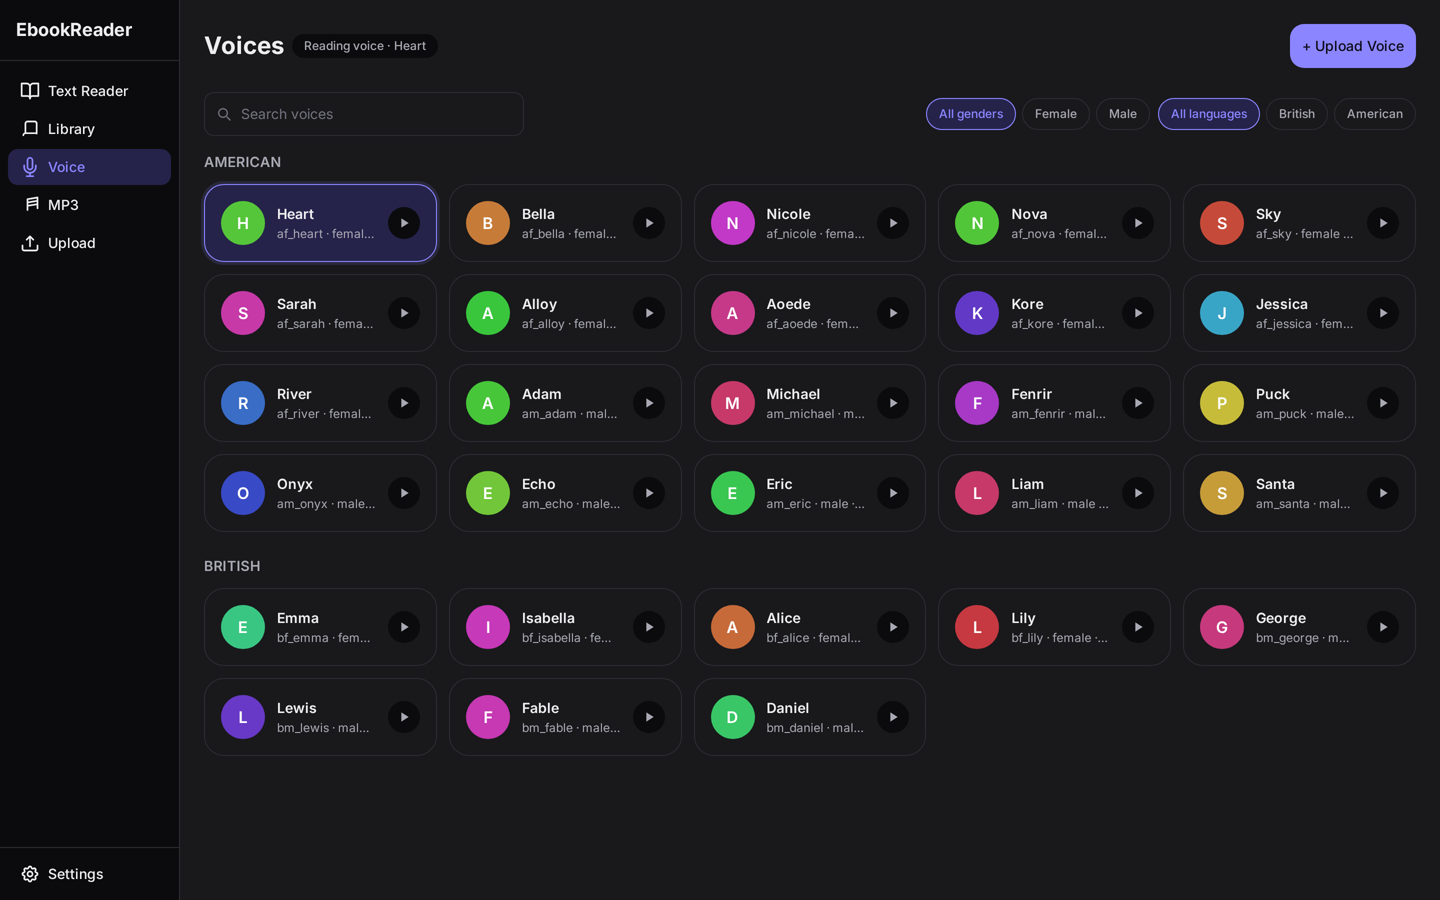 EbookReader
Text Reader
Library
Voice
MP3
Upload
Settings
Voices
Reading voice · Heart
+ Upload Voice
Search voices
All genders
Female
Male
All languages
British
American
AMERICAN
H
Heart
af_heart · femal...
B
Bella
af_bella · femal...
N
Nicole
af_nicole · fema...
N
Nova
af_nova · femal...
S
Sky
af_sky · female ...
S
Sarah
af_sarah · fema...
A
Alloy
af_alloy · femal...
A
Aoede
af_aoede · fem...
K
Kore
af_kore · femal...
J
Jessica
af_jessica · fem...
R
River
af_river · femal...
A
Adam
am_adam · mal...
M
Michael
am_michael · m...
F
Fenrir
am_fenrir · mal...
P
Puck
am_puck · male...
O
Onyx
am_onyx · male...
E
Echo
am_echo · male...
E
Eric
am_eric · male ·...
L
Liam
am_liam · male ...
S
Santa
am_santa · mal...
BRITISH
E
Emma
bf_emma · fem...
I
Isabella
bf_isabella · fe...
A
Alice
bf_alice · femal...
L
Lily
bf_lily · female ·...
G
George
bm_george · m...
L
Lewis
bm_lewis · mal...
F
Fable
bm_fable · male...
D
Daniel
bm_daniel · mal...